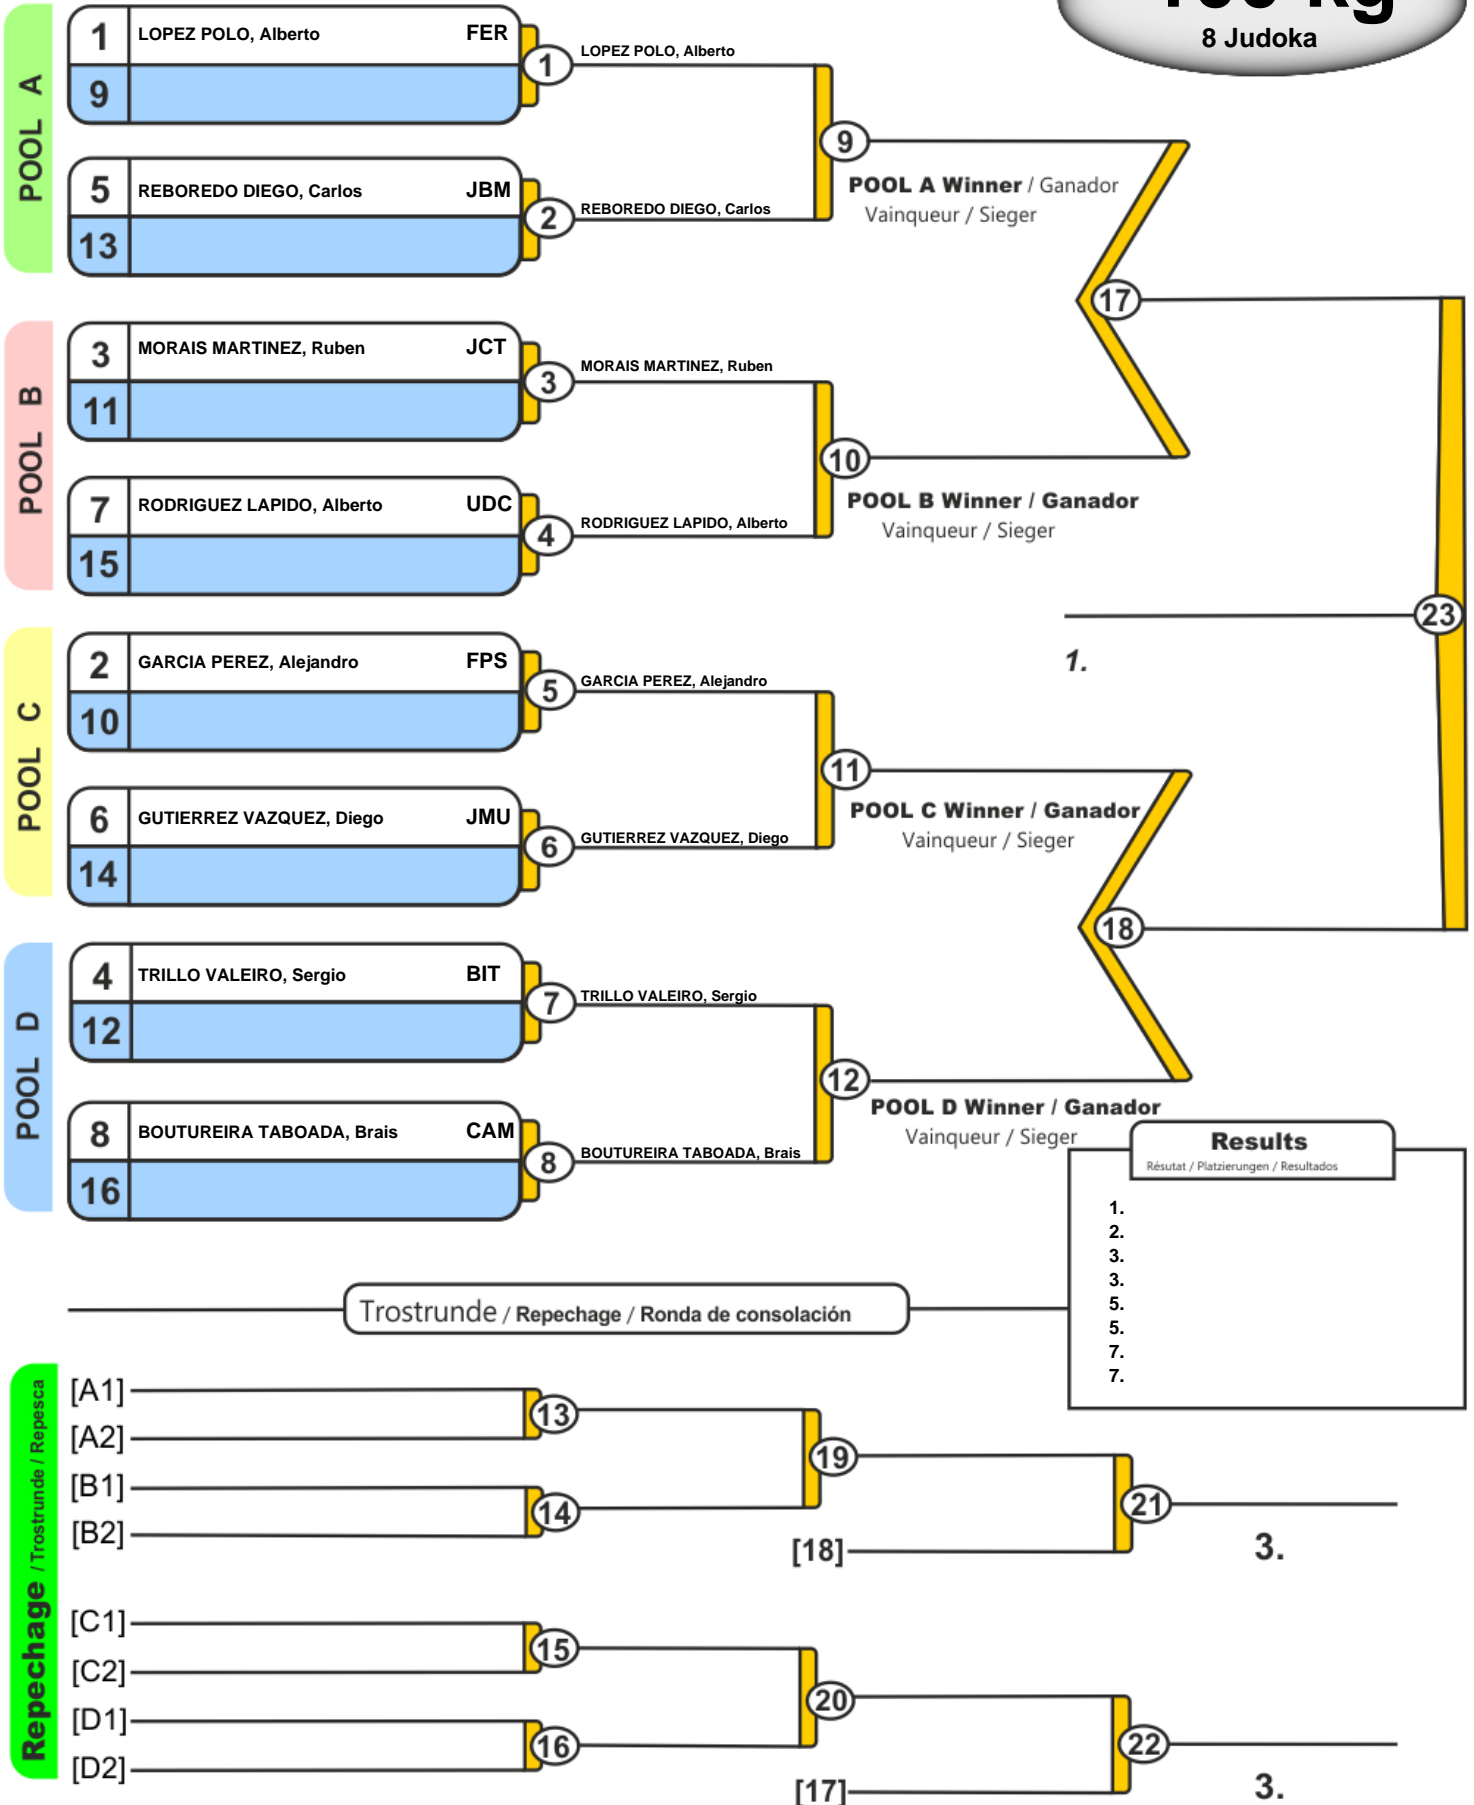 8 Judoka
POOL A
1 LOPEZ POLO, Alberto FER
9
1
LOPEZ POLO, Alberto
5 REBOREDO DIEGO, Carlos JBM
13
2
REBOREDO DIEGO, Carlos
9
POOL A Winner / Ganador
Vainqueur / Sieger
POOL B
3 MORAIS MARTINEZ, Ruben JCT
11
3
MORAIS MARTINEZ, Ruben
7 RODRIGUEZ LAPIDO, Alberto UDC
15
4
RODRIGUEZ LAPIDO, Alberto
10
POOL B Winner / Ganador
Vainqueur / Sieger
17
23
1.
POOL C
2 GARCIA PEREZ, Alejandro FPS
10
5
GARCIA PEREZ, Alejandro
6 GUTIERREZ VAZQUEZ, Diego JMU
14
6
GUTIERREZ VAZQUEZ, Diego
11
POOL C Winner / Ganador
Vainqueur / Sieger
18
POOL D
4 TRILLO VALEIRO, Sergio BIT
12
7
TRILLO VALEIRO, Sergio
8 BOUTUREIRA TABOADA, Brais CAM
16
8
BOUTUREIRA TABOADA, Brais
12
POOL D Winner / Ganador
Vainqueur / Sieger
Results
Résutat / Platzierungen / Resultados
1.
2.
3.
3.
5.
5.
7.
7.
Trostrunde / Repechage / Ronda de consolación
Repechage / Trostrunde / Repesca
[A1]
[A2]
13
[B1]
[B2]
14
19
[18]
21
3.
[C1]
[C2]
15
[D1]
[D2]
16
20
[17]
22
3.